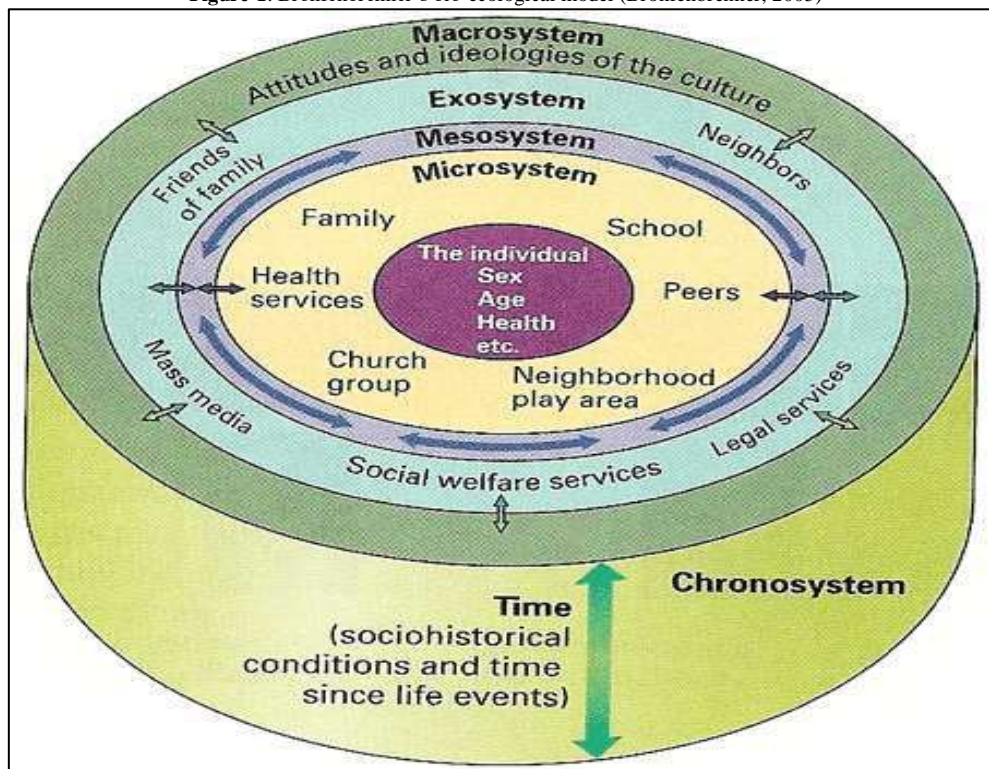 Macrosystem
Attitudes and ideologies of the culture
Exosystem
Mesosystem
Microsystem
Friends
of family
Neighbors
Family
School
The individual
Sex
Age
Health
etc.
Health
services
Peers
Church
group
Neighborhood
play area
Mass media
Social welfare services
Legal services
Chronosystem
Time
(sociohistorical
conditions and time
since life events)